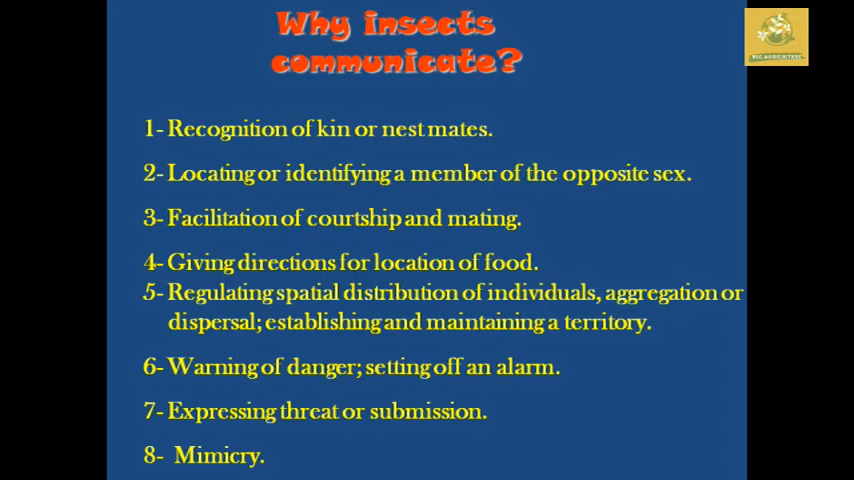 Why insects
communicate?
BSC AGRICULTURE
1- Recognition of kin or nest mates.
2- Locating or identifying a member of the opposite sex.
3- Facilitation of courtship and mating.
4- Giving directions for location of food.
5- Regulating spatial distribution of individuals, aggregation or
dispersal; establishing and maintaining a territory.
6- Warning of danger; setting off an alarm.
7- Expressing threat or submission.
8- Mimicry.